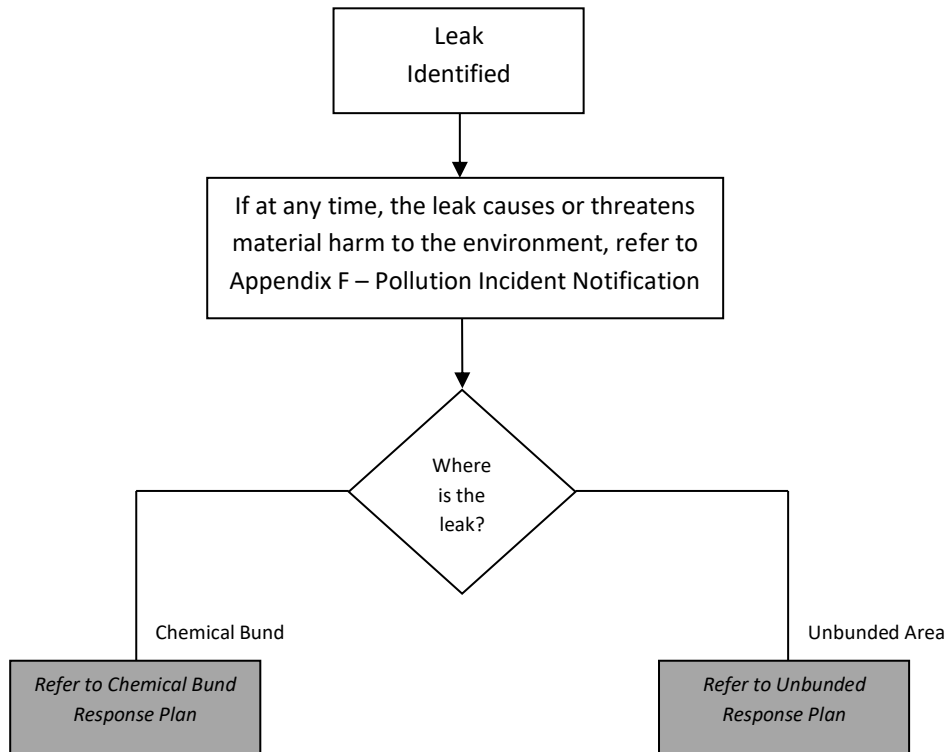 Leak
Identified
If at any time, the leak causes or threatens
material harm to the environment, refer to
Appendix F – Pollution Incident Notification
Where
is the
leak?
Chemical Bund
Unbunded Area
Refer to Chemical Bund
Response Plan
Refer to Unbunded
Response Plan